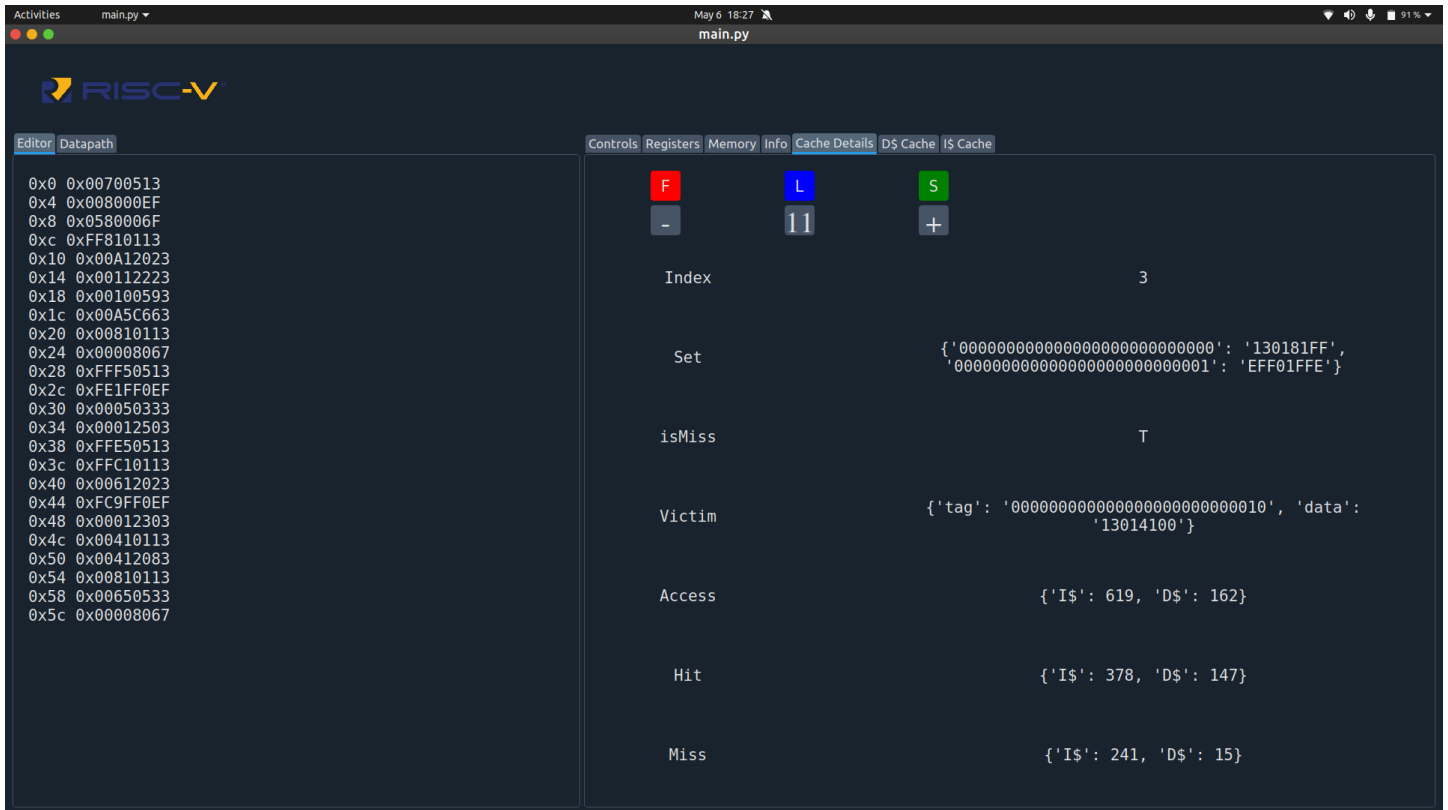 Activities main.py May 6 18:27 91 %
main.py
RISC-V
Editor Datapath
Controls Registers Memory Info Cache Details D$ Cache I$ Cache
0x0 0x00700513
0x4 0x008000EF
0x8 0x0580006F
0xc 0xFF810113
0x10 0x00A12023
0x14 0x00112223
0x18 0x00100593
0x1c 0x00A5C663
0x20 0x00810113
0x24 0x00008067
0x28 0xFFF50513
0x2c 0xFE1FF0EF
0x30 0x00050333
0x34 0x00012503
0x38 0xFFE50513
0x3c 0xFFC10113
0x40 0x00612023
0x44 0xFC9FF0EF
0x48 0x00012303
0x4c 0x00410113
0x50 0x00412083
0x54 0x00810113
0x58 0x00650533
0x5c 0x00008067
F L S
- 11 +
Index 3
Set {'000000000000000000000000000': '130181FF',
'000000000000000000000000001': 'EFF01FFE'}
isMiss T
Victim {'tag': '000000000000000000000000010', 'data':
'13014100'}
Access {'I$': 619, 'D$': 162}
Hit {'I$': 378, 'D$': 147}
Miss {'I$': 241, 'D$': 15}